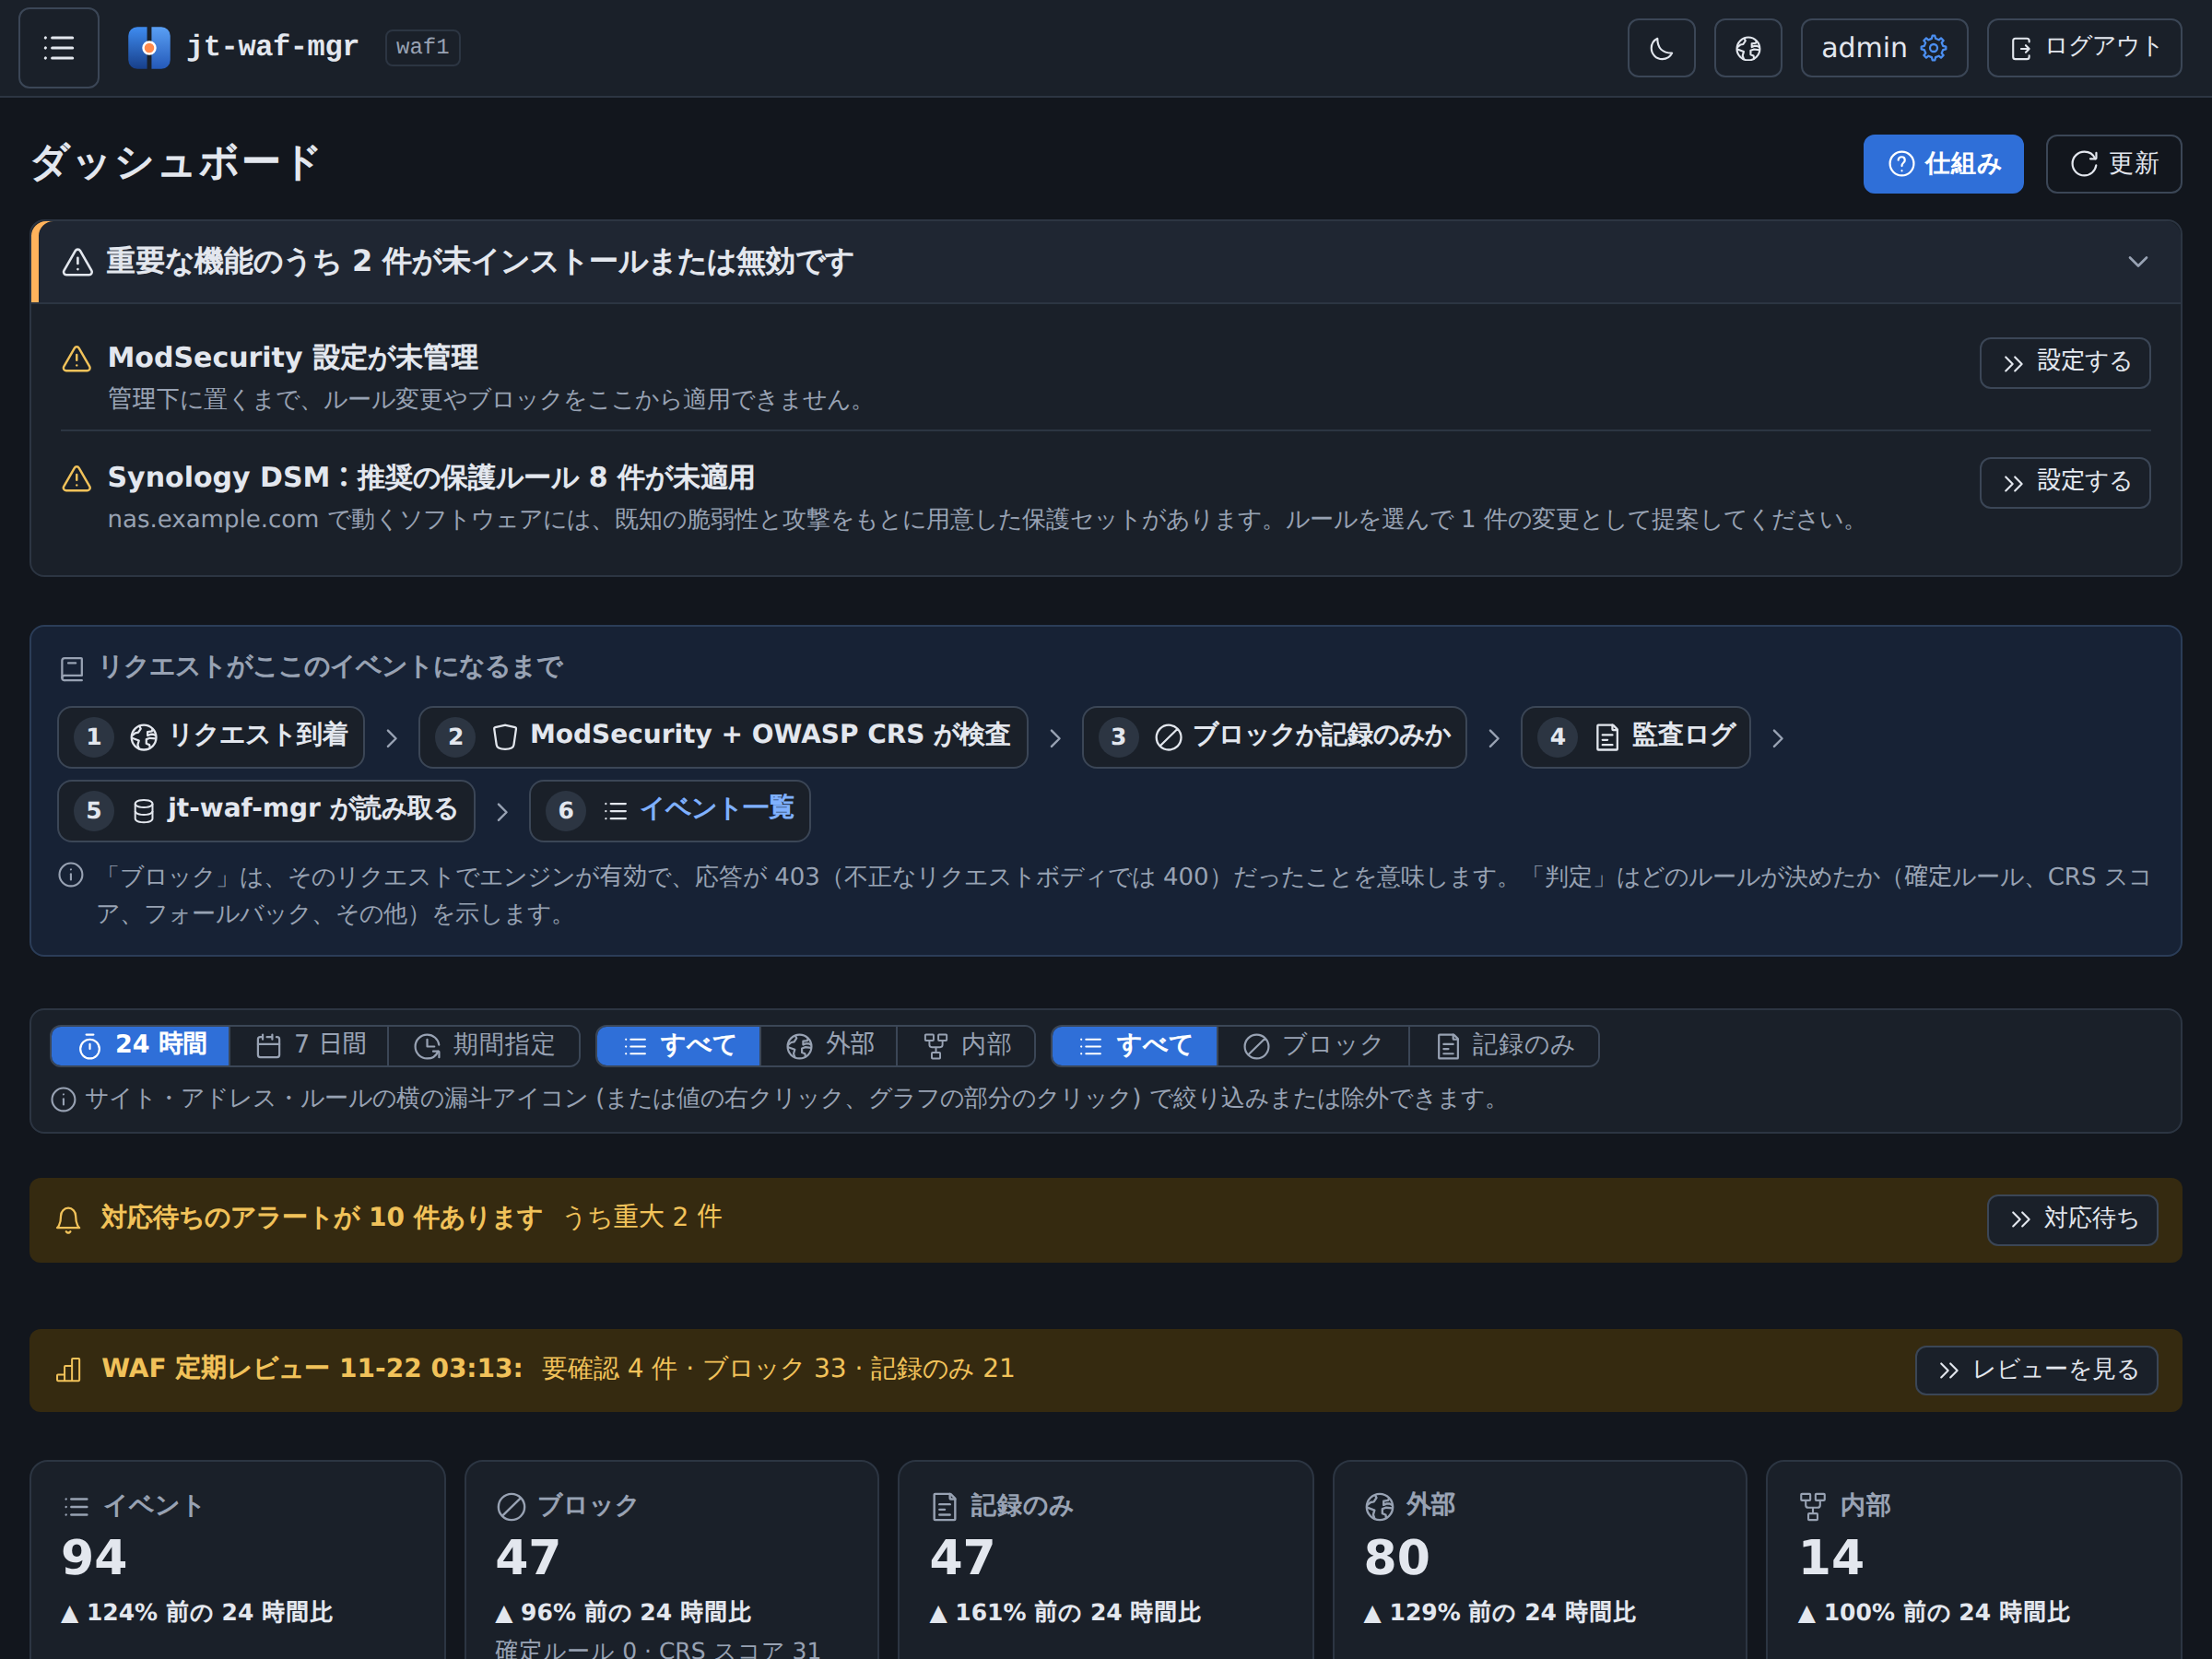 jt-waf-mgr waf1 admin ログアウト
ダッシュボード 仕組み 更新
重要な機能のうち 2 件が未インストールまたは無効です
ModSecurity 設定が未管理 設定する
管理下に置くまで、ルール変更やブロックをここから適用できません。
Synology DSM：推奨の保護ルール 8 件が未適用 設定する
nas.example.com で動くソフトウェアには、既知の脆弱性と攻撃をもとに用意した保護セットがあります。ルールを選んで 1 件の変更として提案してください。
リクエストがここのイベントになるまで
1 リクエスト到着 2 ModSecurity + OWASP CRS が検査 3 ブロックか記録のみか 4 監査ログ
5 jt-waf-mgr が読み取る 6 イベント一覧
「ブロック」は、そのリクエストでエンジンが有効で、応答が 403（不正なリクエストボディでは 400）だったことを意味します。「判定」はどのルールが決めたか（確定ルール、CRS スコ
ア、フォールバック、その他）を示します。
24 時間 7 日間 期間指定 すべて 外部 内部 すべて ブロック 記録のみ
サイト・アドレス・ルールの横の漏斗アイコン (または値の右クリック、グラフの部分のクリック) で絞り込みまたは除外できます。
対応待ちのアラートが 10 件あります うち重大 2 件 対応待ち
WAF 定期レビュー 11-22 03:13: 要確認 4 件 · ブロック 33 · 記録のみ 21 レビューを見る
イベント ブロック 記録のみ 外部 内部
94 47 47 80 14
▲ 124% 前の 24 時間比 ▲ 96% 前の 24 時間比 ▲ 161% 前の 24 時間比 ▲ 129% 前の 24 時間比 ▲ 100% 前の 24 時間比
確定ルール 0 · CRS スコア 31